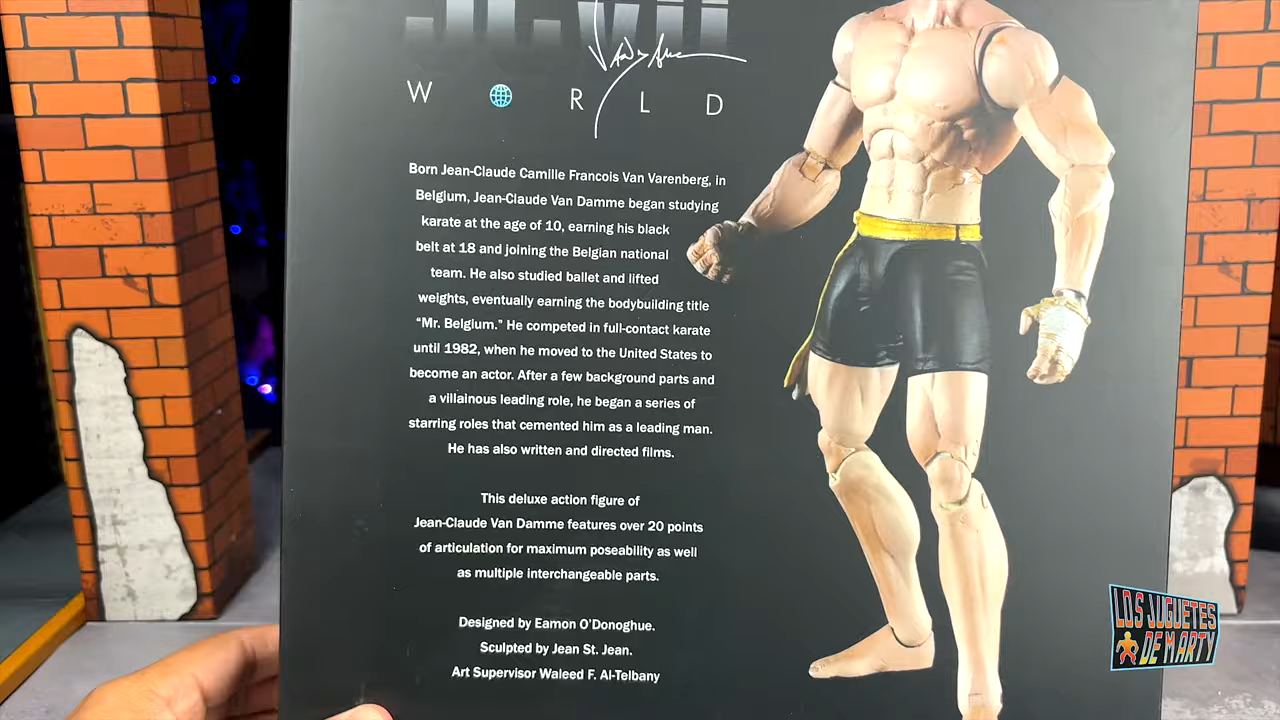 W RLD
Born Jean-Claude Camille Francois Van Varenberg, in
Belgium, Jean-Claude Van Damme began studying
karate at the age of 10, earning his black
belt at 18 and joining the Belgian national
team. He also studied ballet and lifted
weights, eventually earning the bodybuilding title
“Mr. Belgium.” He competed in full-contact karate
until 1982, when he moved to the United States to
become an actor. After a few background parts and
a villainous leading role, he began a series of
starring roles that cemented him as a leading man.
He has also written and directed films.
This deluxe action figure of
Jean-Claude Van Damme features over 20 points
of articulation for maximum poseability as well
as multiple interchangeable parts.
Designed by Eamon O'Donoghue.
Sculpted by Jean St. Jean.
Art Supervisor Waleed F. Al-Telbany
LOS JUGUETES
DE MARTY